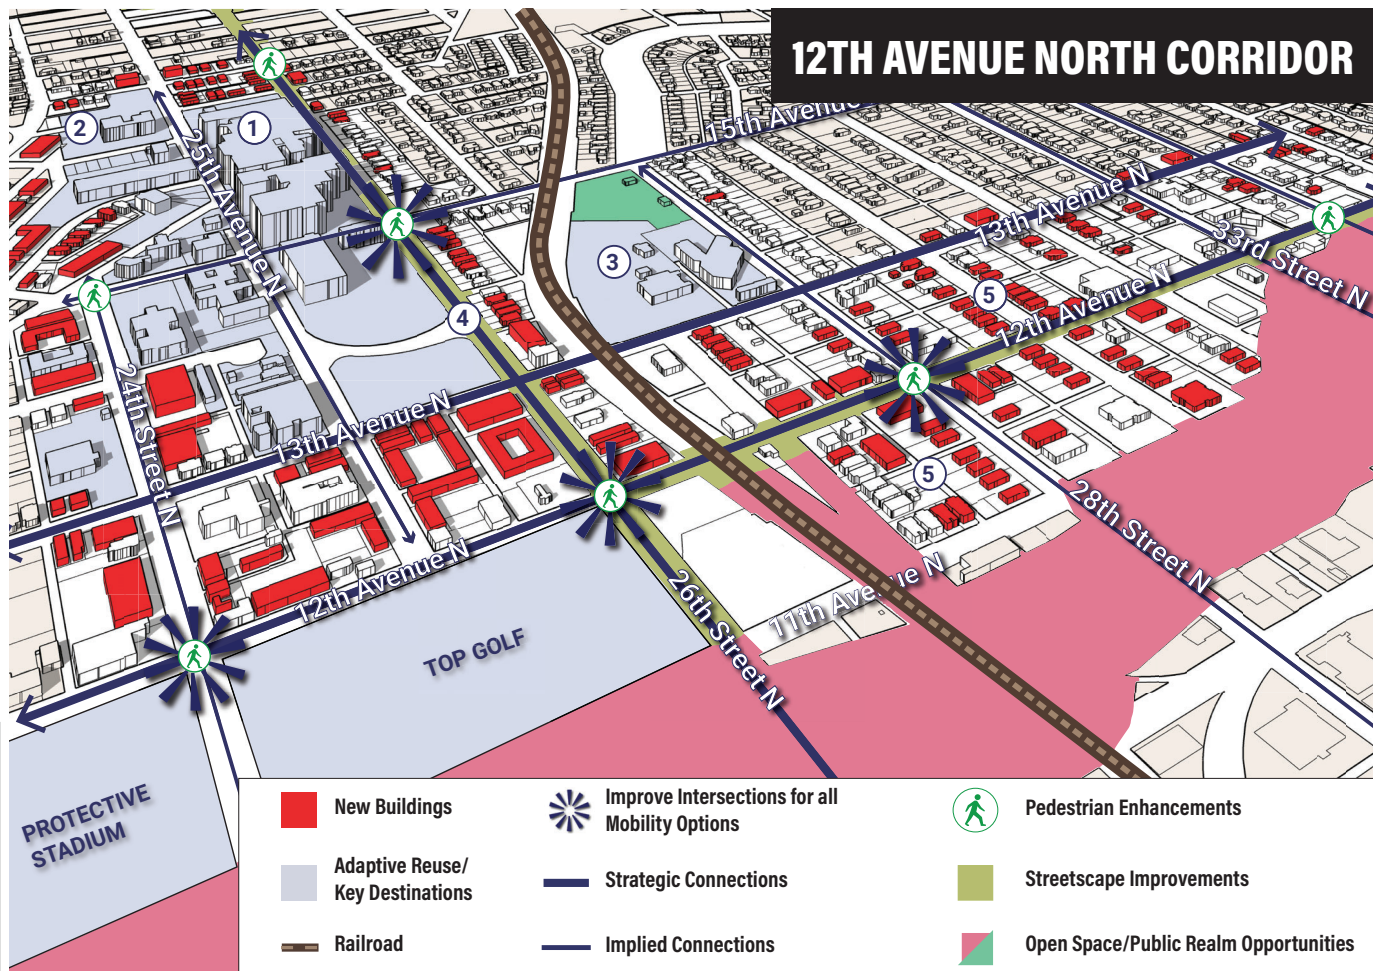 12TH AVENUE NORTH CORRIDOR
2
1
25th Avenue N
15th Avenue
13th Avenue N
33rd Street N
3
5
12th Avenue N
4
24th Street N
13th Avenue N
5
28th Street N
12th Avenue N
11th Avenue N
26th Street N
TOP GOLF
PROTECTIVE
STADIUM
New Buildings
Improve Intersections for all
Mobility Options
Pedestrian Enhancements
Adaptive Reuse/
Key Destinations
Strategic Connections
Streetscape Improvements
Railroad
Implied Connections
Open Space/Public Realm Opportunities